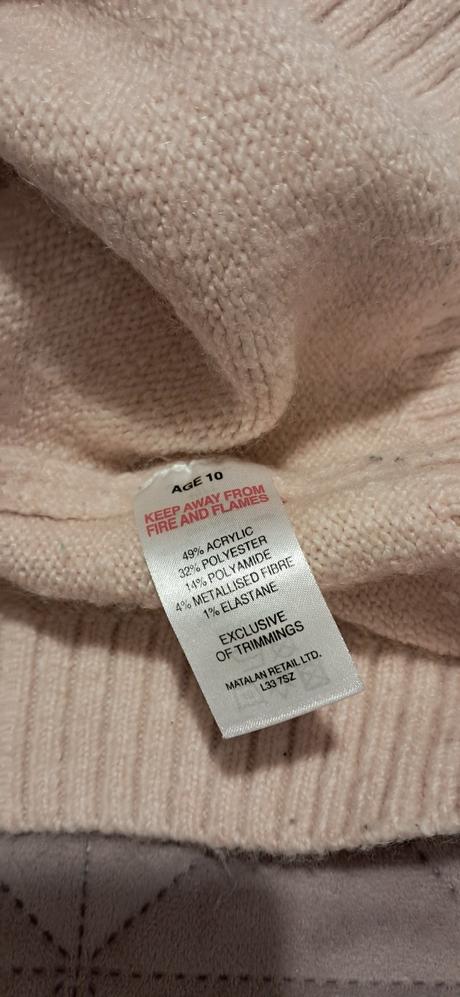 AGE 10
KEEP AWAY FROM
FIRE AND FLAMES
49% ACRYLIC
32% POLYESTER
14% POLYAMIDE
4% METALLISED FIBRE
1% ELASTANE
EXCLUSIVE
OF TRIMMINGS
MATALAN RETAIL LTD.
L33 7SZ